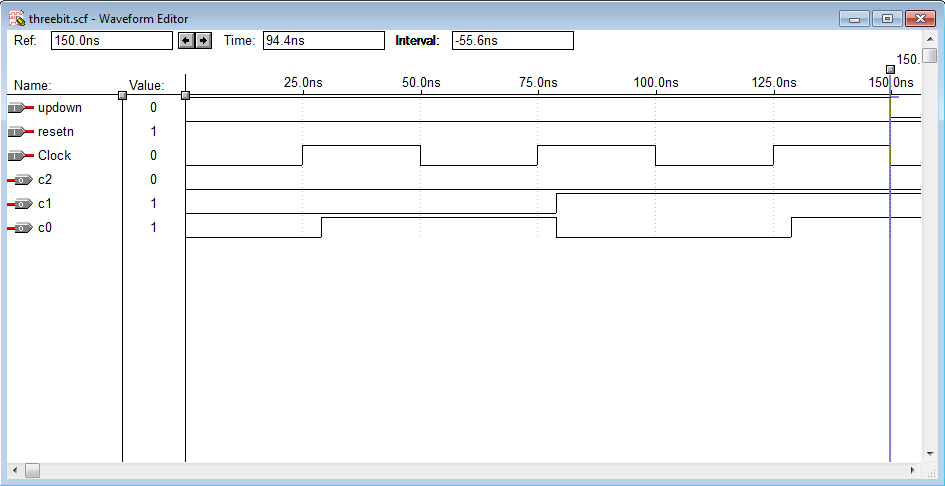 threebit.scf - Waveform Editor
Ref: 150.0ns Time: 94.4ns Interval: -55.6ns
150.
Name: Value: 25.0ns 50.0ns 75.0ns 100.0ns 125.0ns 150.0ns
updown 0
resetn 1
Clock 0
c2 0
c1 1
c0 1